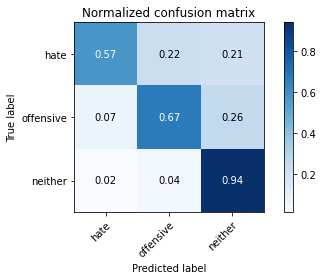 Normalized confusion matrix
True label
hate 0.57 0.22 0.21
offensive 0.07 0.67 0.26
neither 0.02 0.04 0.94
hate offensive neither
Predicted label
0.8
0.6
0.4
0.2